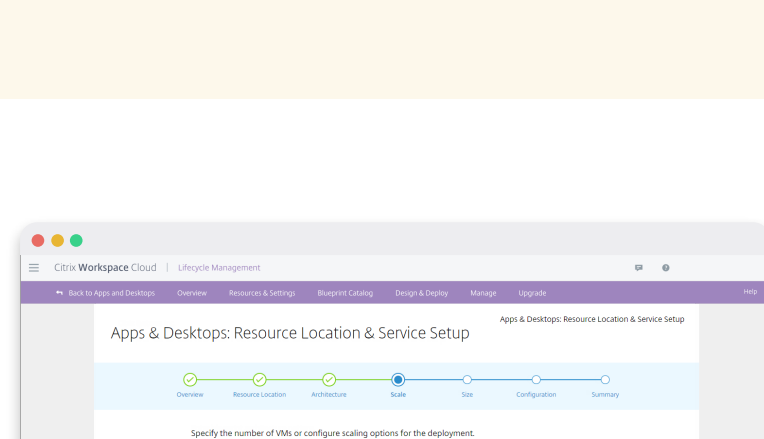 Citrix Workspace Cloud | Lifecycle Management
Back to Apps and Desktops Overview Resources & Settings Blueprint Catalog Design & Deploy Manage Upgrade Help
Apps & Desktops: Resource Location & Service Setup
Apps & Desktops: Resource Location & Service Setup
Overview Resource Location Architecture Scale Size Configuration Summary
Specify the number of VMs or configure scaling options for the deployment.